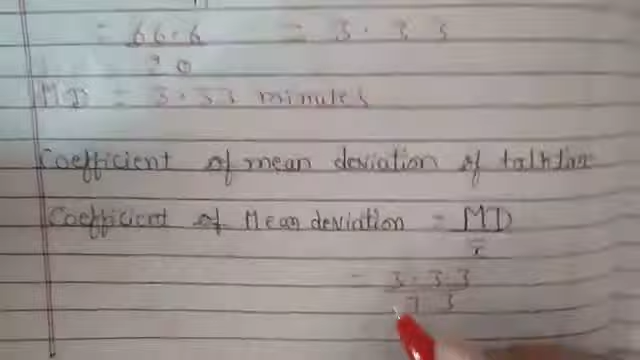 = 66.6 = 3.33
20
MD = 3.33 minutes
Coefficient of mean deviation of talktime
Coefficient of Mean deviation = MD
x̄
= 3.33
7.3